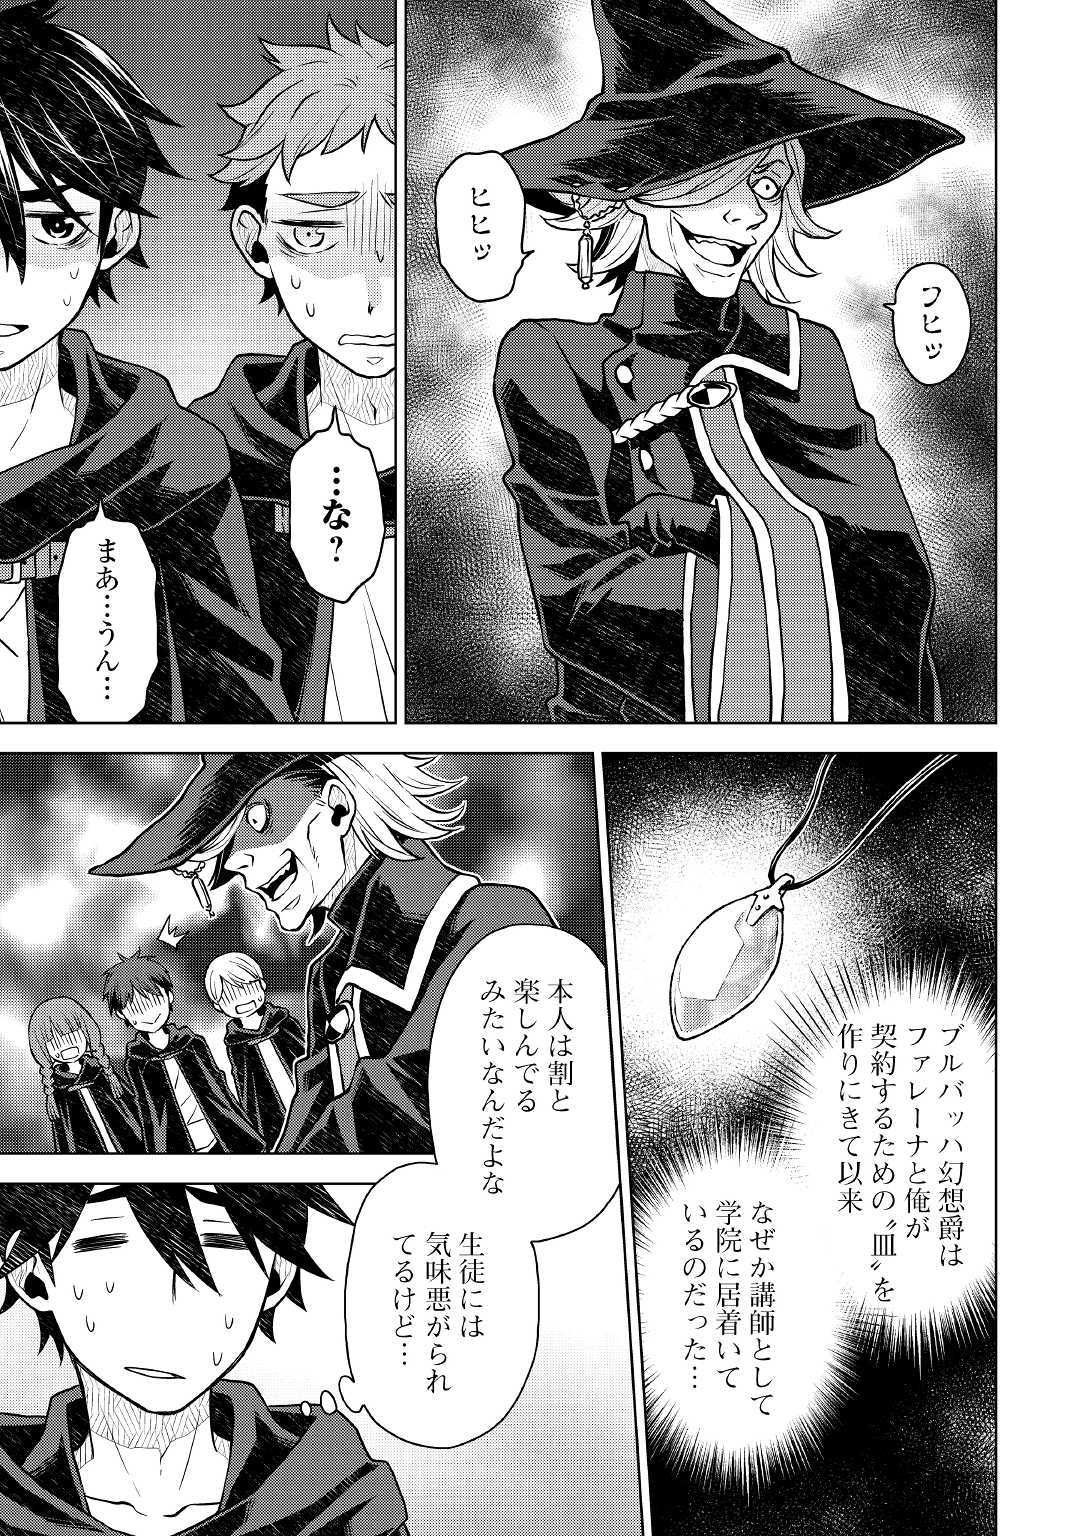 フヒッ
ヒヒッ
…な?
まあ…うん…
ブルバッハ幻想爵は
ファレーナと俺が
契約するための〝皿〟を
作りにきて以来
なぜか講師として
学院に居着いて
いるのだった…
本人は割と
楽しんでる
みたいなんだよな
生徒には
気味悪がられ
てるけど…